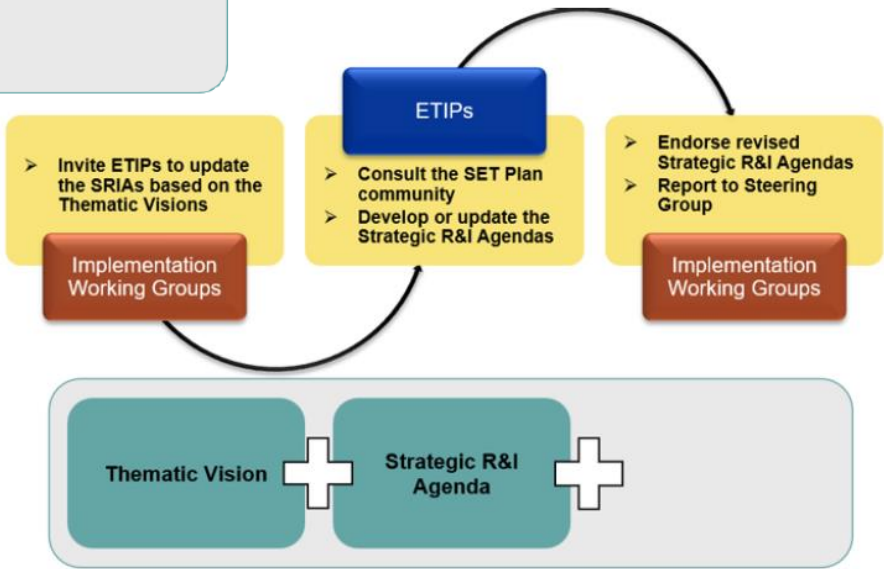 ➢ Invite ETIPs to update
the SRIAs based on the
Thematic Visions
Implementation
Working Groups
ETIPs
➢ Consult the SET Plan
community
➢ Develop or update the
Strategic R&I Agendas
➢ Endorse revised
Strategic R&I Agendas
➢ Report to Steering
Group
Implementation
Working Groups
Thematic Vision
Strategic R&I
Agenda